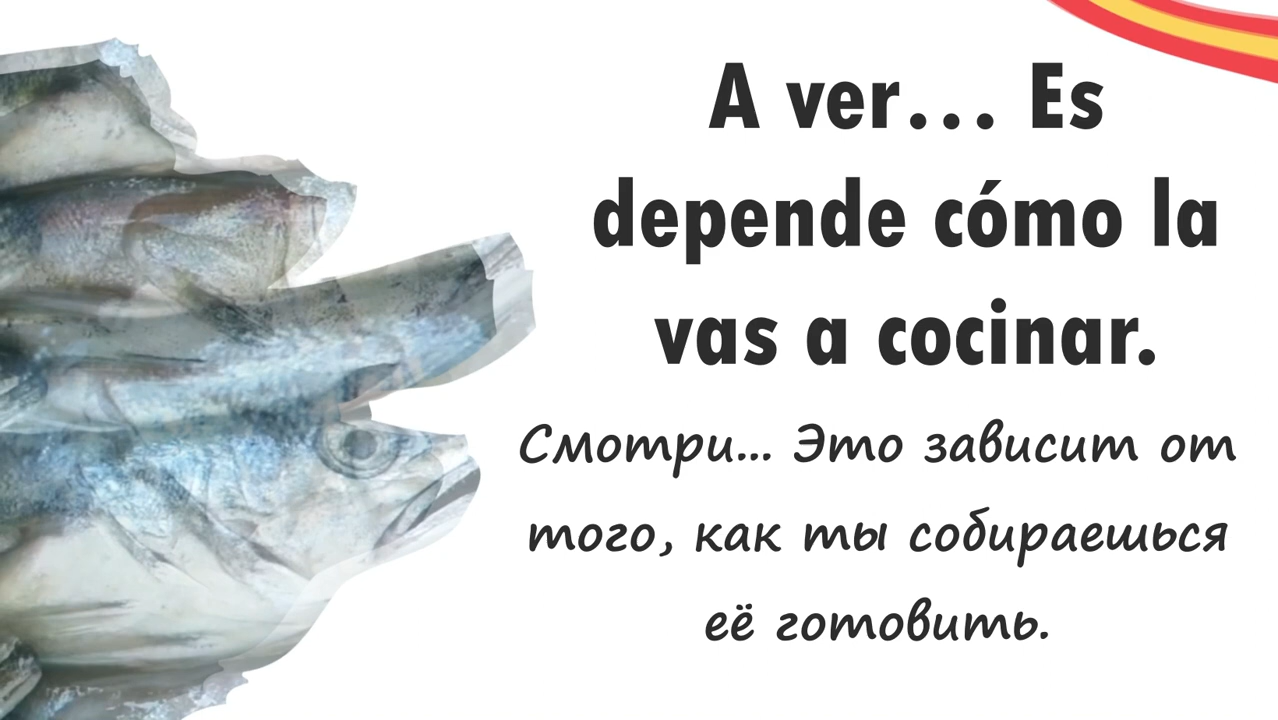 A ver... Es
depende cómo la
vas a cocinar.
Смотри... Это зависит от
того, как ты собираешься
её готовить.